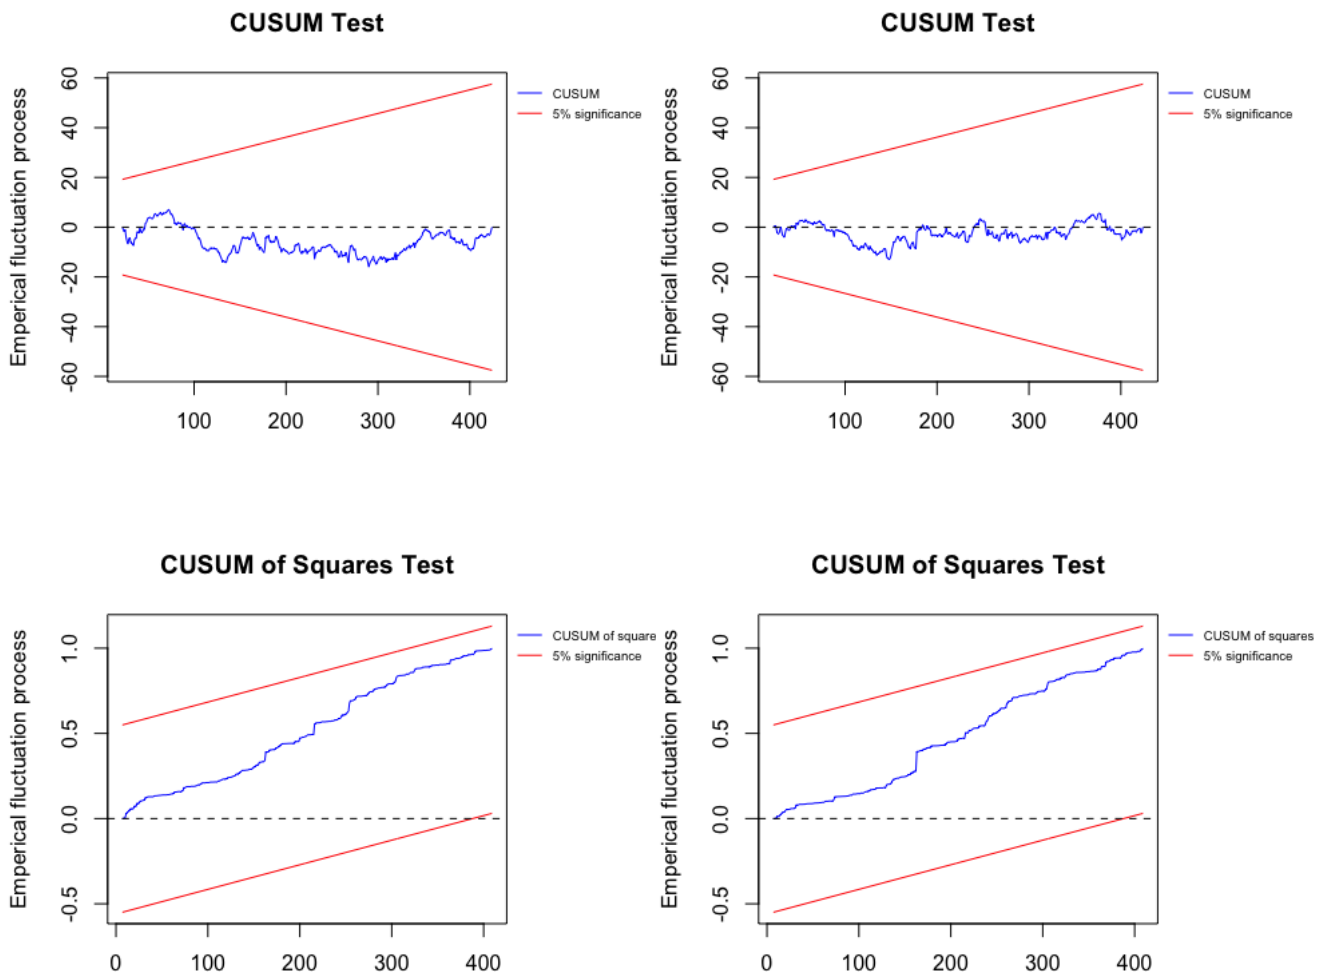 CUSUM Test
Emperical fluctuation process
60
40
20
0
-20
-40
-60
100 200 300 400
CUSUM
5% significance
CUSUM Test
Emperical fluctuation process
60
40
20
0
-20
-40
-60
100 200 300 400
CUSUM
5% significance
CUSUM of Squares Test
Emperical fluctuation process
1.0
0.5
0.0
-0.5
0 100 200 300 400
CUSUM of square
5% significance
CUSUM of Squares Test
Emperical fluctuation process
1.0
0.5
0.0
-0.5
0 100 200 300 400
CUSUM of squares
5% significance